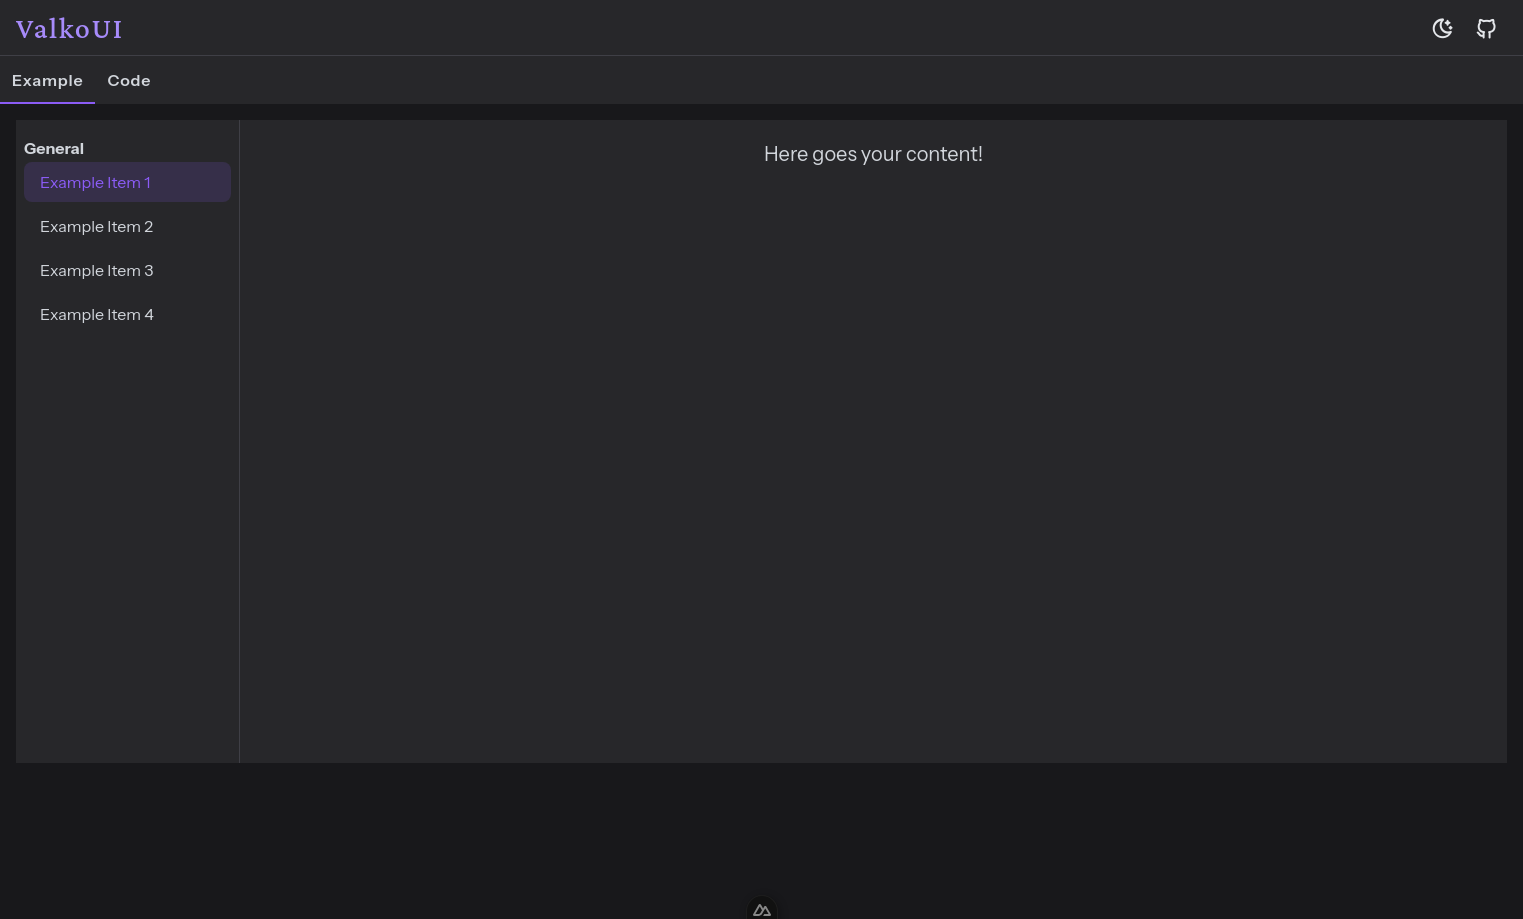 ValkoUI
Example Code
General
Example Item 1
Example Item 2
Example Item 3
Example Item 4
Here goes your content!